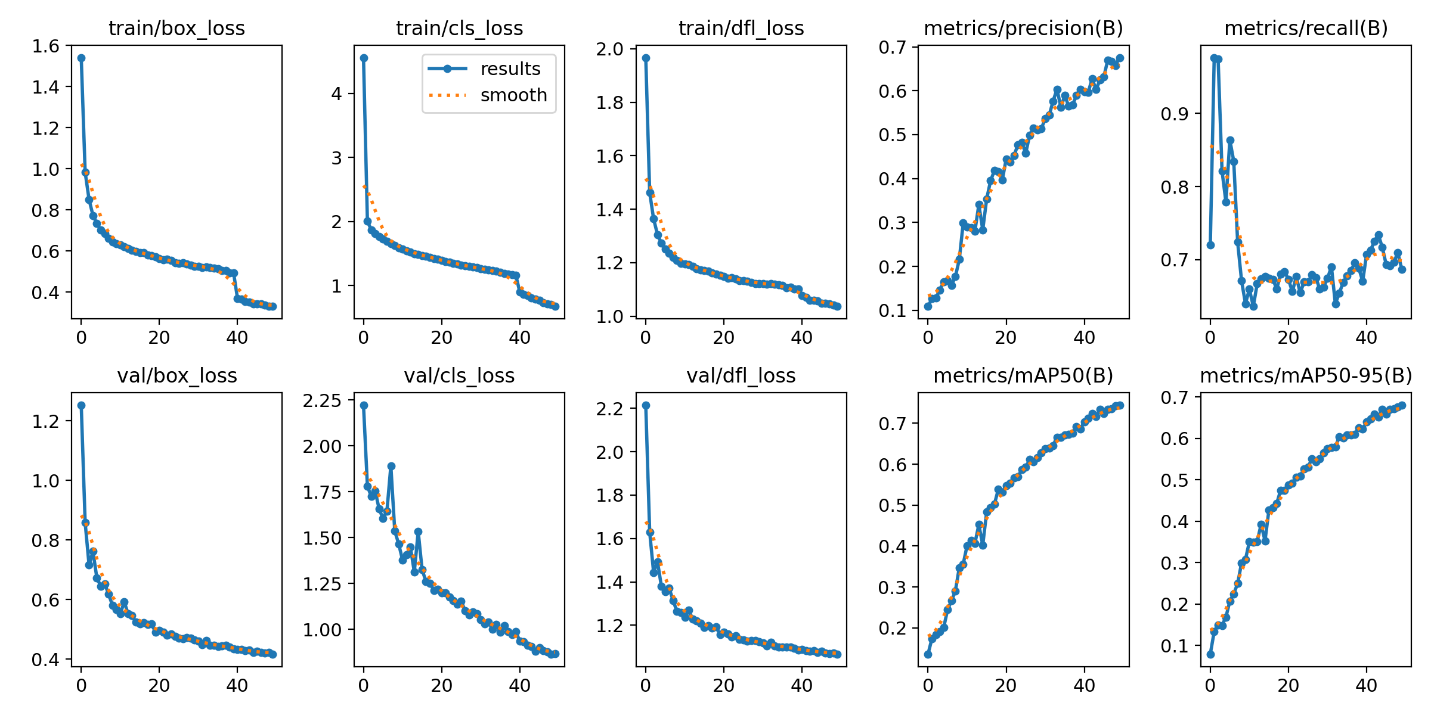 train/box_loss
train/cls_loss
train/dfl_loss
metrics/precision(B)
metrics/recall(B)
1.6
1.4
1.2
1.0
0.8
0.6
0.4
0 20 40
results
smooth
4
3
2
1
0 20 40
2.0
1.8
1.6
1.4
1.2
1.0
0 20 40
0.7
0.6
0.5
0.4
0.3
0.2
0.1
0 20 40
0.9
0.8
0.7
0 20 40
val/box_loss
val/cls_loss
val/dfl_loss
metrics/mAP50(B)
metrics/mAP50-95(B)
1.2
1.0
0.8
0.6
0.4
0 20 40
2.25
2.00
1.75
1.50
1.25
1.00
0 20 40
2.2
2.0
1.8
1.6
1.4
1.2
0 20 40
0.7
0.6
0.5
0.4
0.3
0.2
0 20 40
0.7
0.6
0.5
0.4
0.3
0.2
0.1
0 20 40